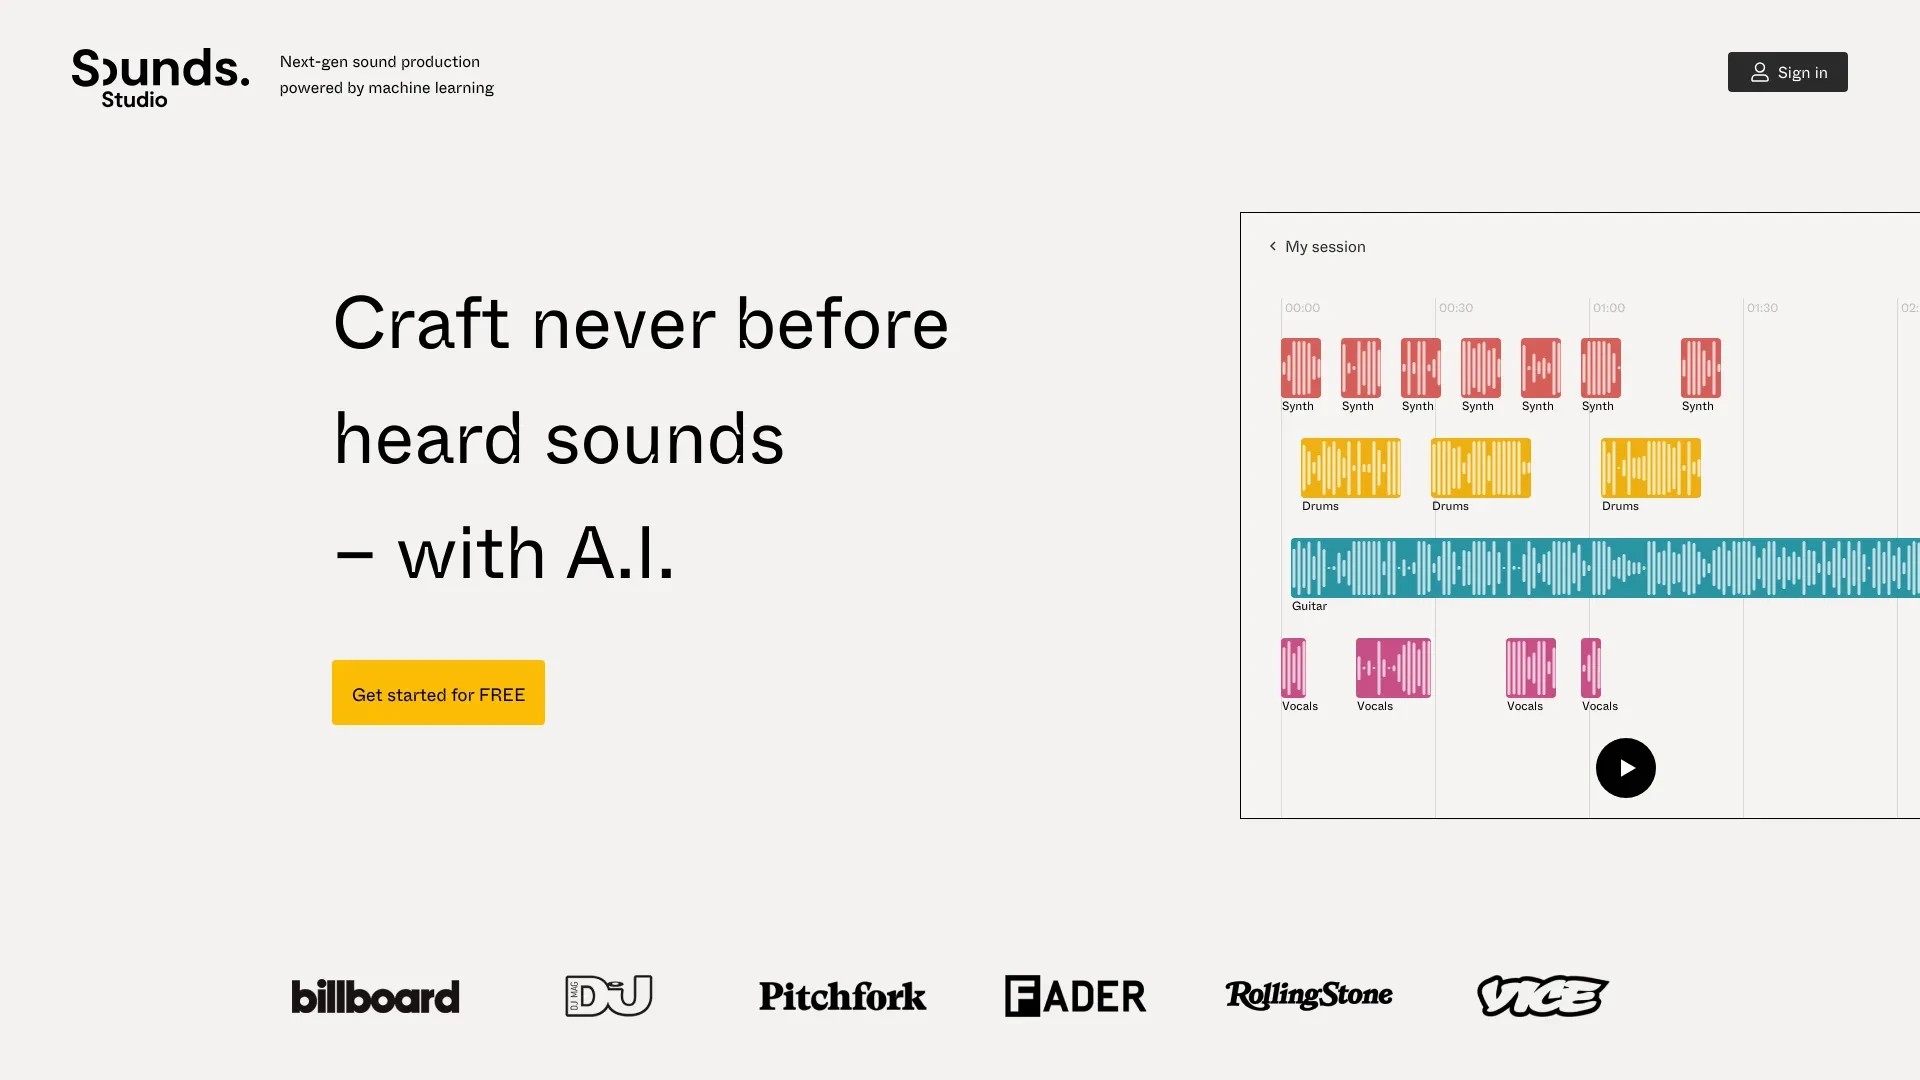 Sounds.
Studio
Next-gen sound production
powered by machine learning
Sign in
Craft never before
heard sounds
– with A.I.
Get started for FREE
My session
00:00 00:30 01:00 01:30 02:
Synth Synth Synth Synth Synth Synth Synth
Drums Drums Drums
Guitar
Vocals Vocals Vocals Vocals
billboard
DJ MAG DJ
Pitchfork
FADER
RollingStone
VICE